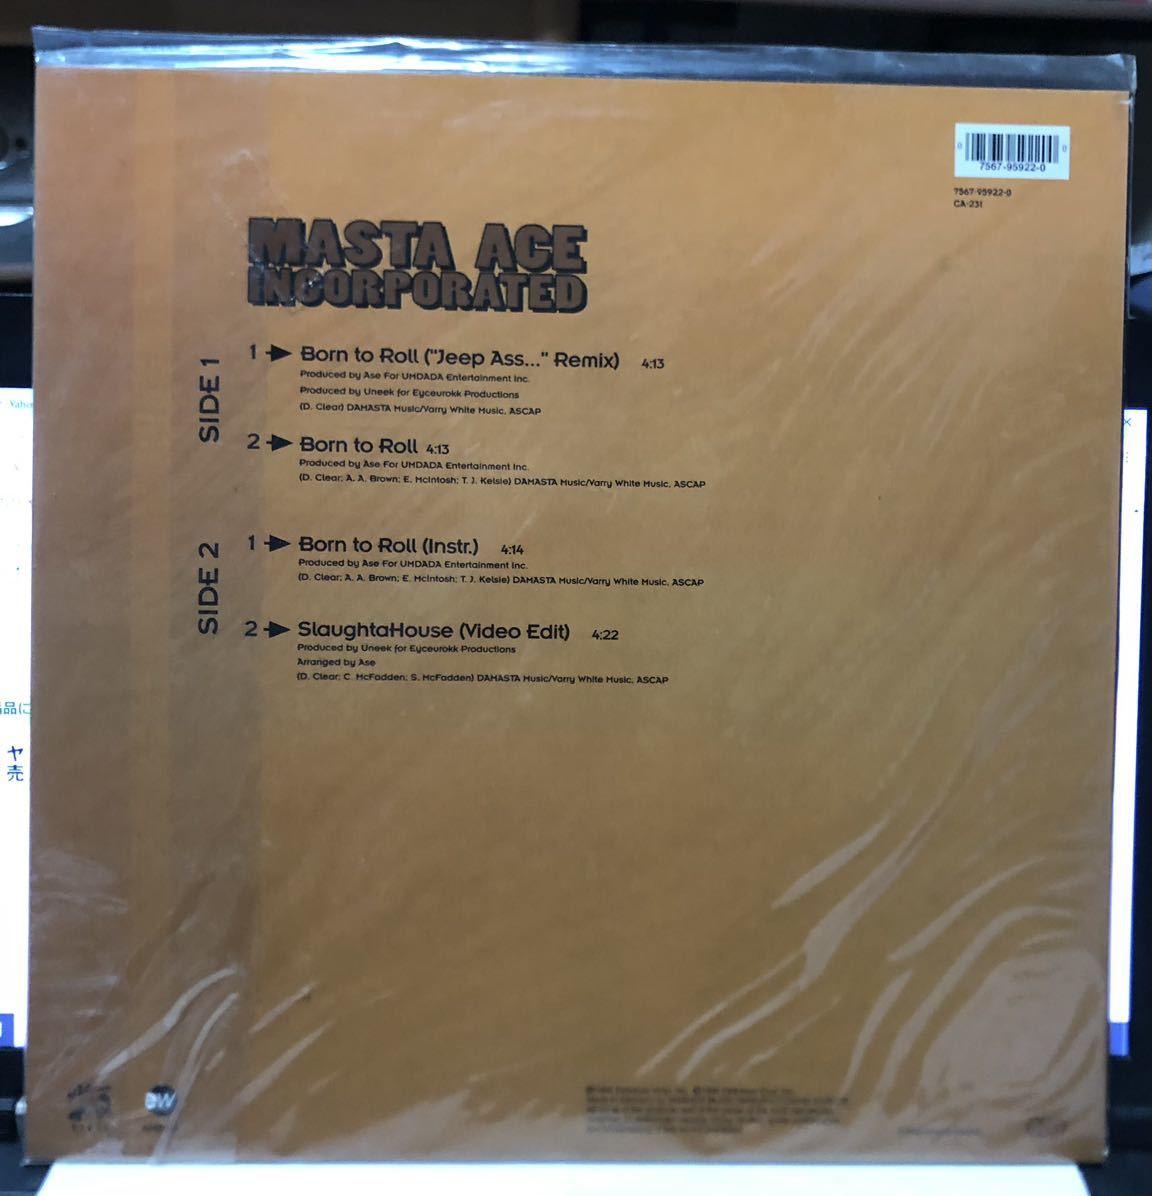 0
0
7567-95922-0
7567-95922-0
CA-231
MASTA ACE
INCORPORATED
SIDE 1
1 Born to Roll ("Jeep Ass..." Remix) 4:13
Produced by Ase For UMDADA Entertainment Inc.
Produced by Uneek for Eyceurokk Productions
(D. Clear) DAMASTA Music/Varry White Music, ASCAP
2 Born to Roll 4:13
Produced by Ase For UMDADA Entertainment Inc.
(D. Clear; A. A. Brown; E. McIntosh; T. J. Kelsie) DAMASTA Music/Varry White Music, ASCAP
SIDE 2
1 Born to Roll (Instr.) 4:14
Produced by Ase For UMDADA Entertainment Inc.
(D. Clear; A. A. Brown; E. McIntosh; T. J. Kelsie) DAMASTA Music/Varry White Music, ASCAP
2 SlaughtaHouse (Video Edit) 4:22
Produced by Uneek for Eyceurokk Productions
Arranged by Ase
(D. Clear; C. McFadden; S. McFadden) DAMASTA Music/Varry White Music, ASCAP
品に
ヤ
売